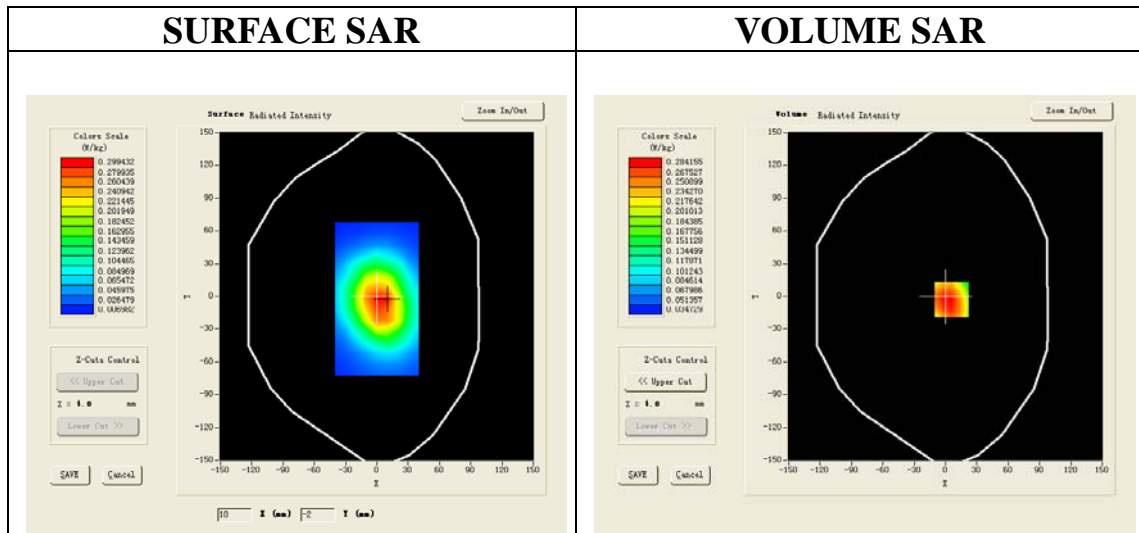 SURFACE SAR
VOLUME SAR
Surface Radiated Intensity
Zoom In/Out
Colors Scale
(W/kg)
0.299432
0.279935
0.260439
0.240942
0.221445
0.201949
0.182452
0.162955
0.143459
0.123962
0.104465
0.084969
0.065472
0.045975
0.026479
0.006982
150
120
90
60
30
0
-30
-60
-90
-120
-150
Y
-150 -120 -90 -60 -30 0 30 60 90 120 150
X
Z-Cuts Control
<< Upper Cut
Z = 4.0 mm
Lower Cut >>
SAVE
Cancel
10 X (mm) -2 Y (mm)
Volume Radiated Intensity
Zoom In/Out
Colors Scale
(W/kg)
0.284155
0.267527
0.250899
0.234270
0.217642
0.201013
0.184385
0.167756
0.151128
0.134499
0.117871
0.101243
0.084614
0.067986
0.051357
0.034729
150
120
90
60
30
0
-30
-60
-90
-120
-150
Y
-150 -120 -90 -60 -30 0 30 60 90 120 150
X
Z-Cuts Control
<< Upper Cut
Z = 4.0 mm
Lower Cut >>
SAVE
Cancel